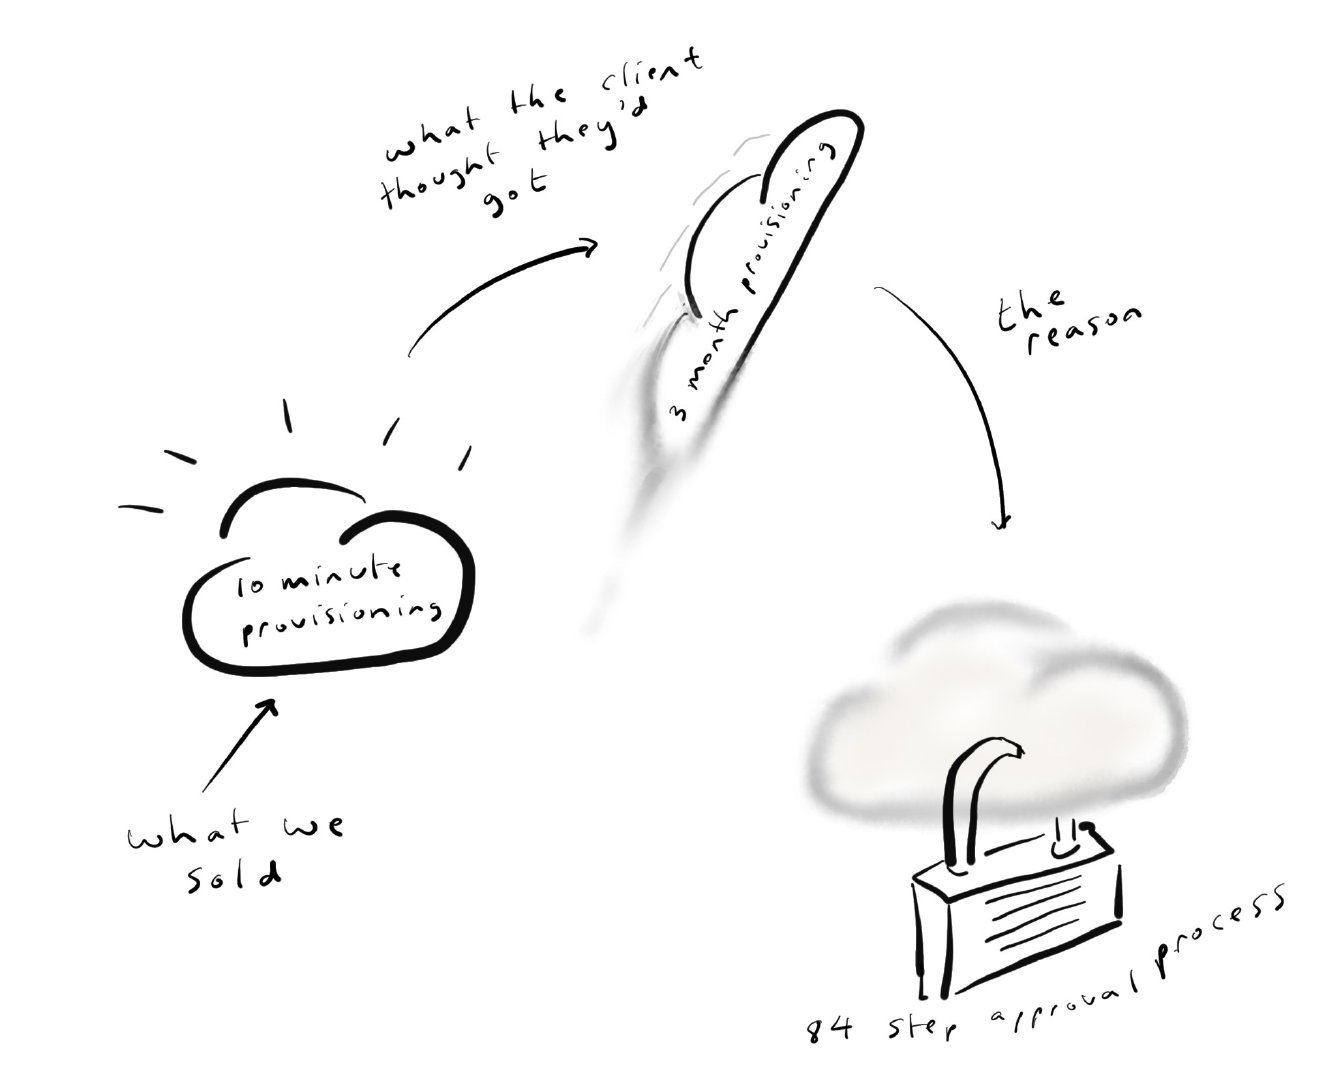 what the client
thought they'd
got
3 month provisioning
the
reason
10 minute
provisioning
what we
sold
84 step approval process